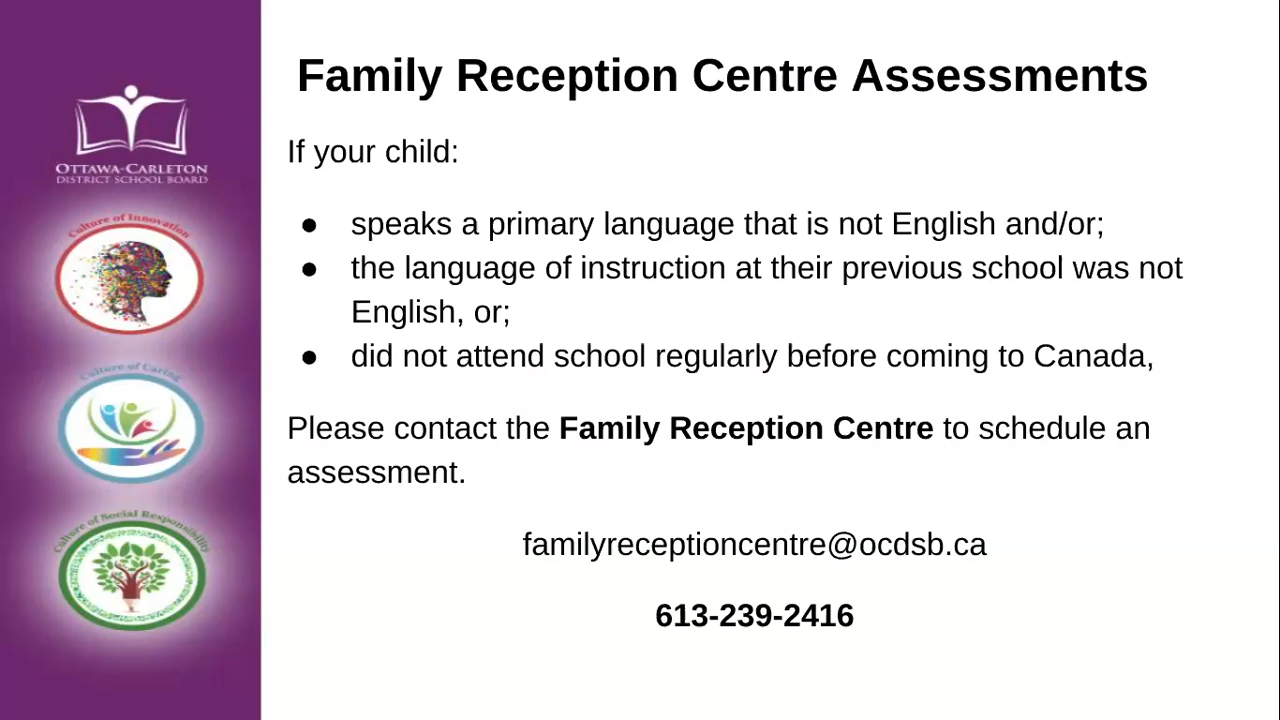 Family Reception Centre Assessments
If your child:
● speaks a primary language that is not English and/or;
● the language of instruction at their previous school was not
English, or;
● did not attend school regularly before coming to Canada,
Please contact the Family Reception Centre to schedule an
assessment.
familyreceptioncentre@ocdsb.ca
613-239-2416
OTTAWA-CARLETON
DISTRICT SCHOOL BOARD
Culture of Innovation
Culture of Caring
Culture of Social Responsibility